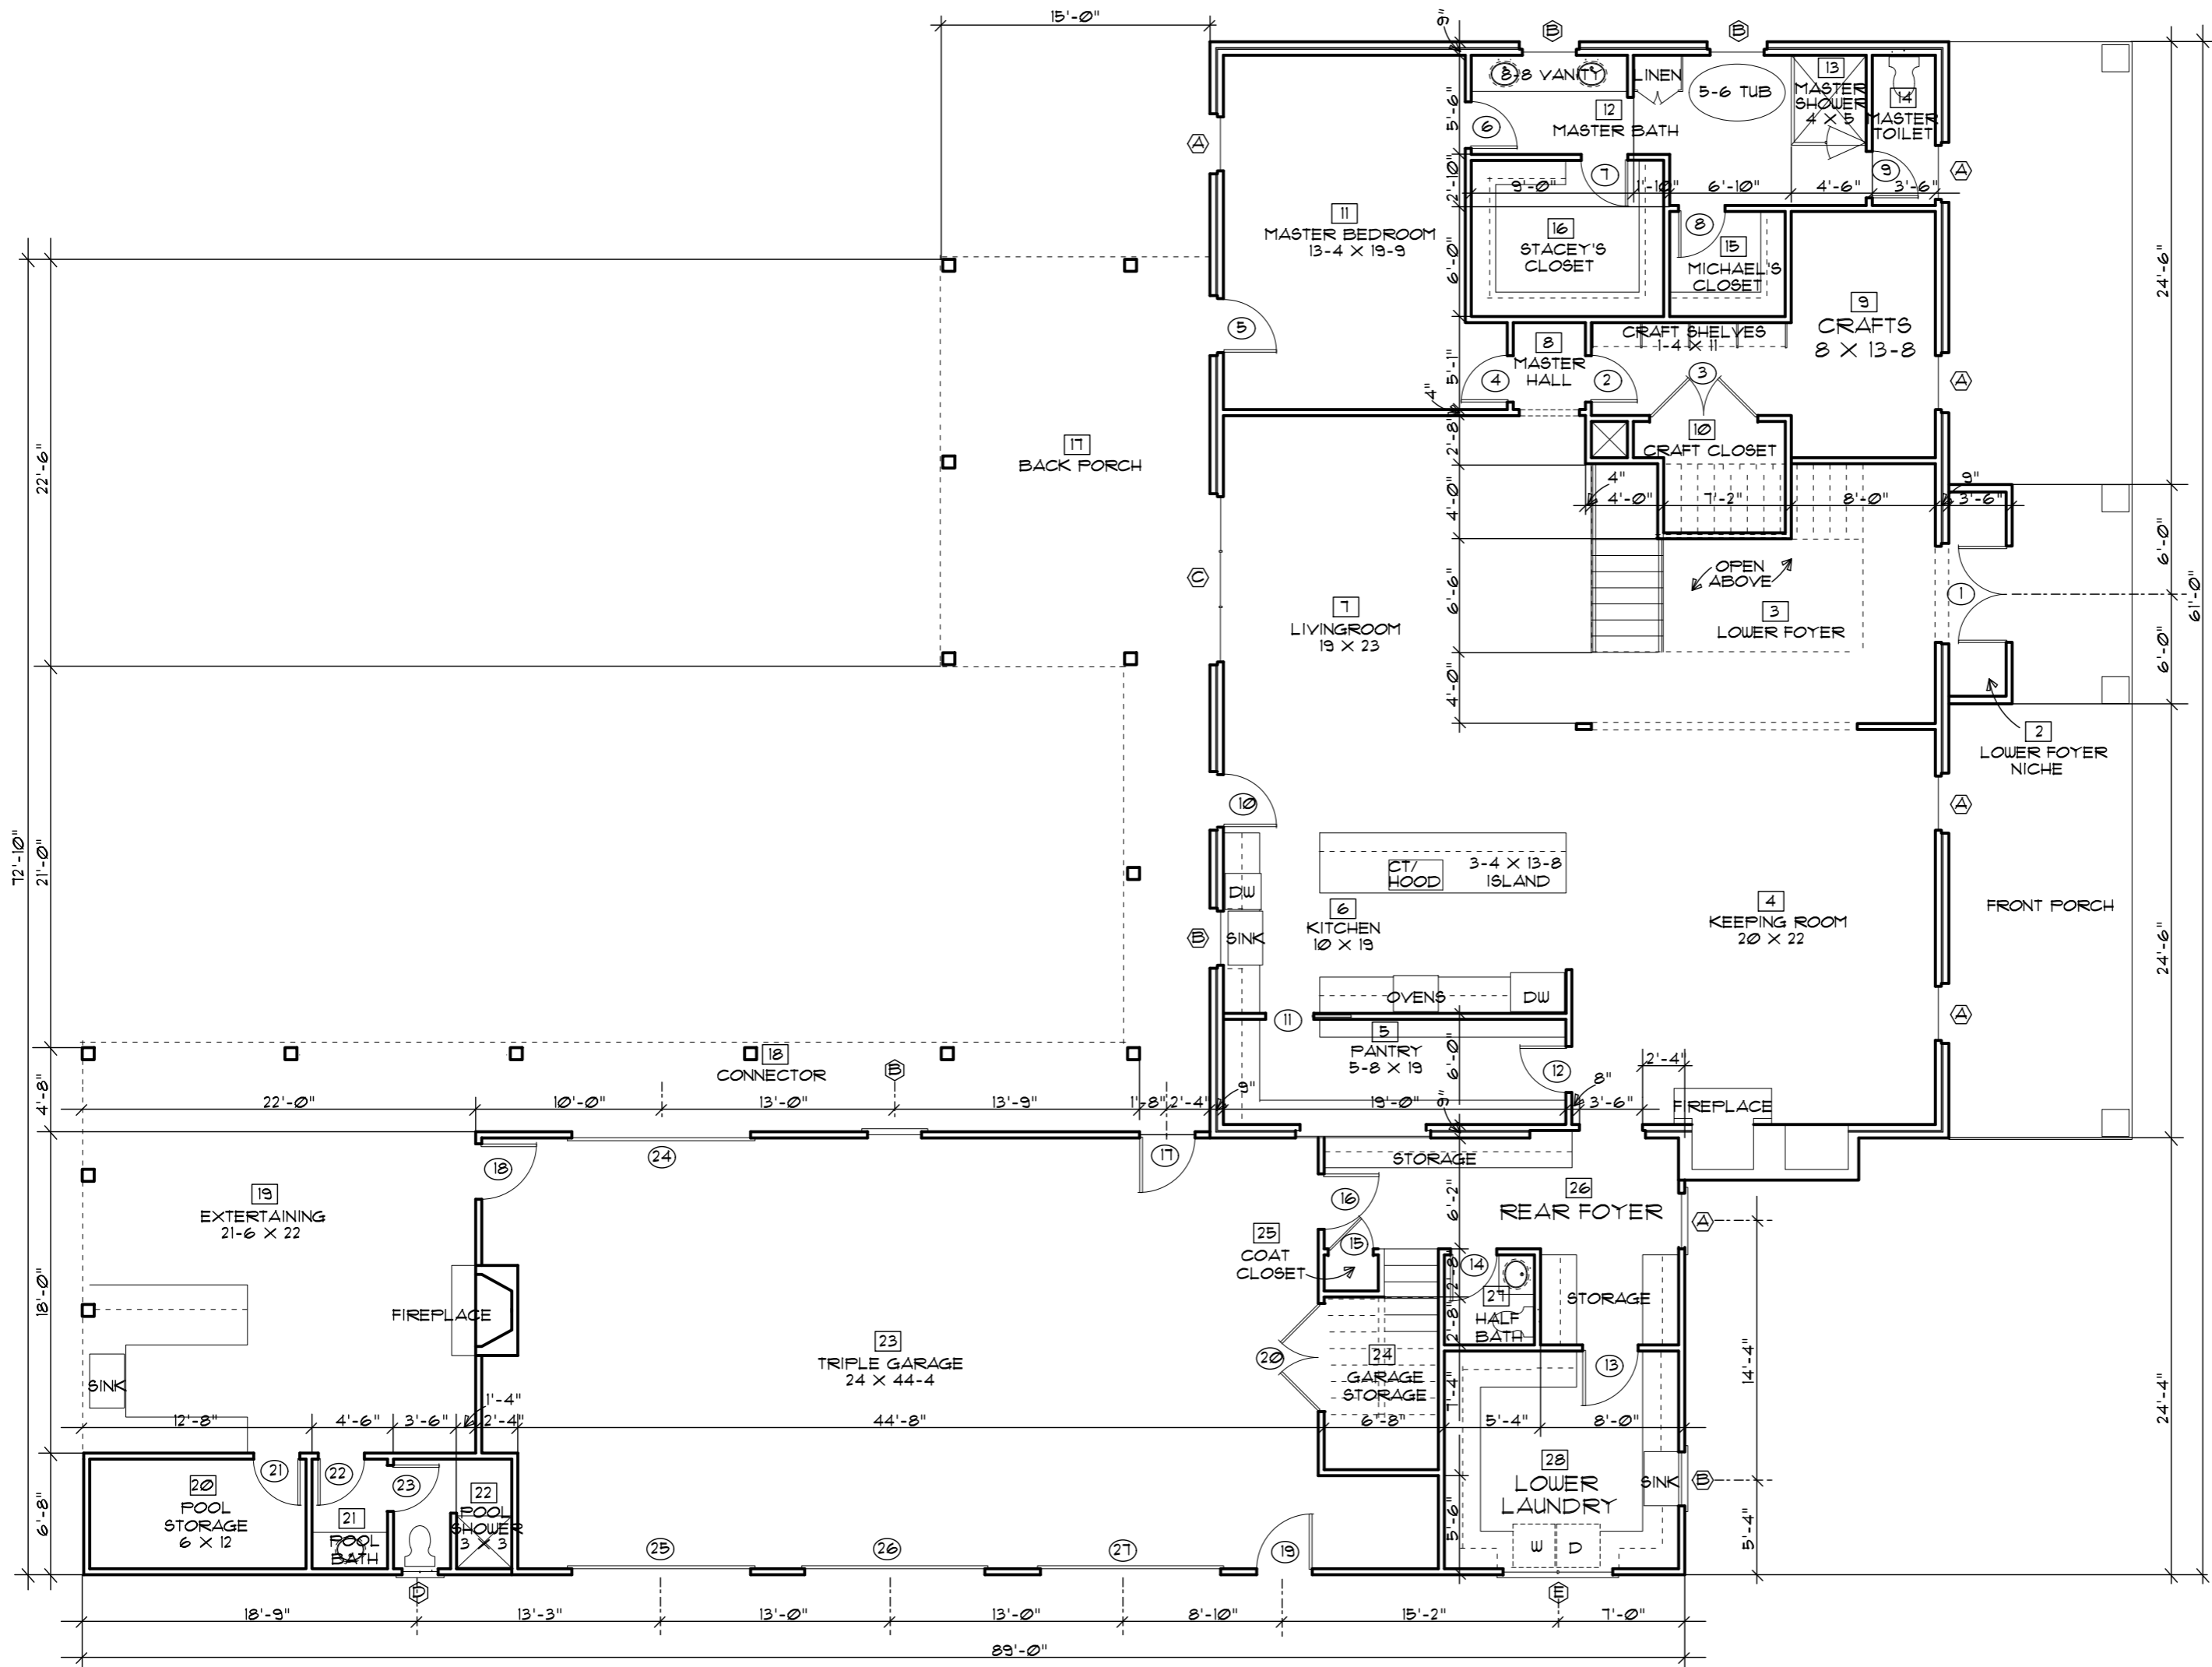 15'-0"
9"
B
B
8-8 VANITY
LINEN
5-6 TUB
13
MASTER
SHOWER
4 X 5
14
MASTER
TOILET
12
MASTER BATH
5'-6"
6
A
7
9
A
2'-10"
9'-0"
1'-10"
6'-10"
4'-6"
3'-6"
11
MASTER BEDROOM
13-4 X 19-9
16
STACEY'S
CLOSET
8
15
MICHAEL'S
CLOSET
6'-0"
24'-6"
5
9
CRAFTS
8 X 13-8
CRAFT SHELVES
1-4 X 11
8
MASTER
HALL
5'-1"
4
2
3
A
4"
17
BACK PORCH
22'-6"
2'-8"
10
CRAFT CLOSET
4"
4'-0"
4'-0"
7'-2"
8'-0"
9"
3'-6"
6'-0"
C
OPEN
ABOVE
6'-6"
1
61'-0"
7
LIVINGROOM
19 X 23
3
LOWER FOYER
6'-0"
4'-0"
2
LOWER FOYER
NICHE
10
A
72'-10"
21'-0"
CT/
HOOD
3-4 X 13-8
ISLAND
DW
6
KITCHEN
10 X 19
4
KEEPING ROOM
20 X 22
FRONT PORCH
B
SINK
24'-6"
OVENS
DW
A
11
5
PANTRY
5-8 X 19
6'-0"
18
CONNECTOR
B
12
2'-4"
4'-8"
22'-0"
10'-0"
13'-0"
13'-9"
1'-8"
2'-4"
9"
19'-0"
9"
8"
3'-6"
FIREPLACE
18
24
17
STORAGE
19
EXTERTAINING
21-6 X 22
16
6'-2"
26
REAR FOYER
A
25
COAT
CLOSET
15
14
2'-8"
27
HALF
BATH
STORAGE
18'-0"
FIREPLACE
23
TRIPLE GARAGE
24 X 44-4
2'-8"
20
24
GARAGE
STORAGE
13
14'-4"
SINK
24'-4"
1'-4"
7'-4"
12'-8"
4'-6"
3'-6"
2'-4"
44'-8"
6'-8"
5'-4"
8'-0"
20
POOL
STORAGE
6 X 12
21
22
23
22
POOL
SHOWER
3 X 3
21
POOL
BATH
28
LOWER
LAUNDRY
SINK
B
6'-8"
5'-6"
5'-4"
25
26
27
19
W
D
D
E
18'-9"
13'-3"
13'-0"
13'-0"
8'-10"
15'-2"
7'-0"
89'-0"